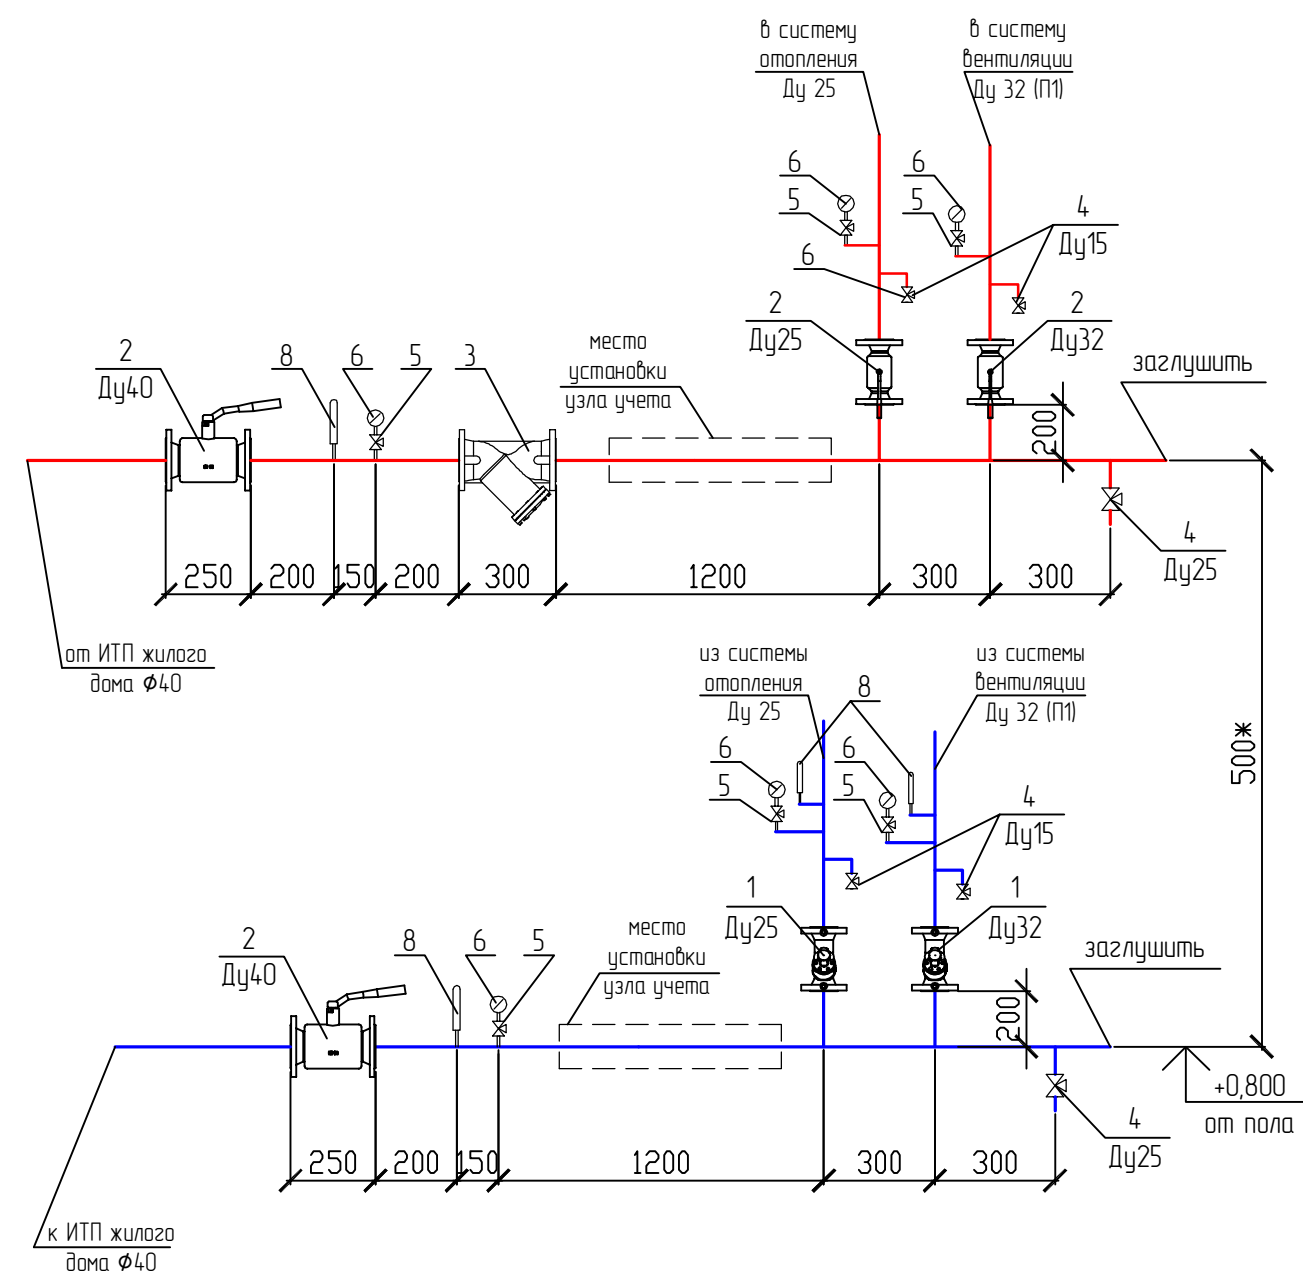 в систему
отопления
Ду 25
в систему
вентиляции
Ду 32 (П1)
6
5
6
5
4
Ду15
6
2
Ду25
2
Ду32
2
Ду40
8
6
5
3
место
установки
узла учета
заглушить
200
4
Ду25
250
200
150
200
300
1200
300
300
от ИТП жилого
дома Ф40
500*
из системы
отопления
Ду 25
из системы
вентиляции
Ду 32 (П1)
8
6
5
6
5
4
Ду15
1
Ду25
1
Ду32
2
Ду40
8
6
5
место
установки
узла учета
заглушить
200
+0,800
от пола
4
Ду25
250
200
150
1200
300
300
к ИТП жилого
дома Ф40